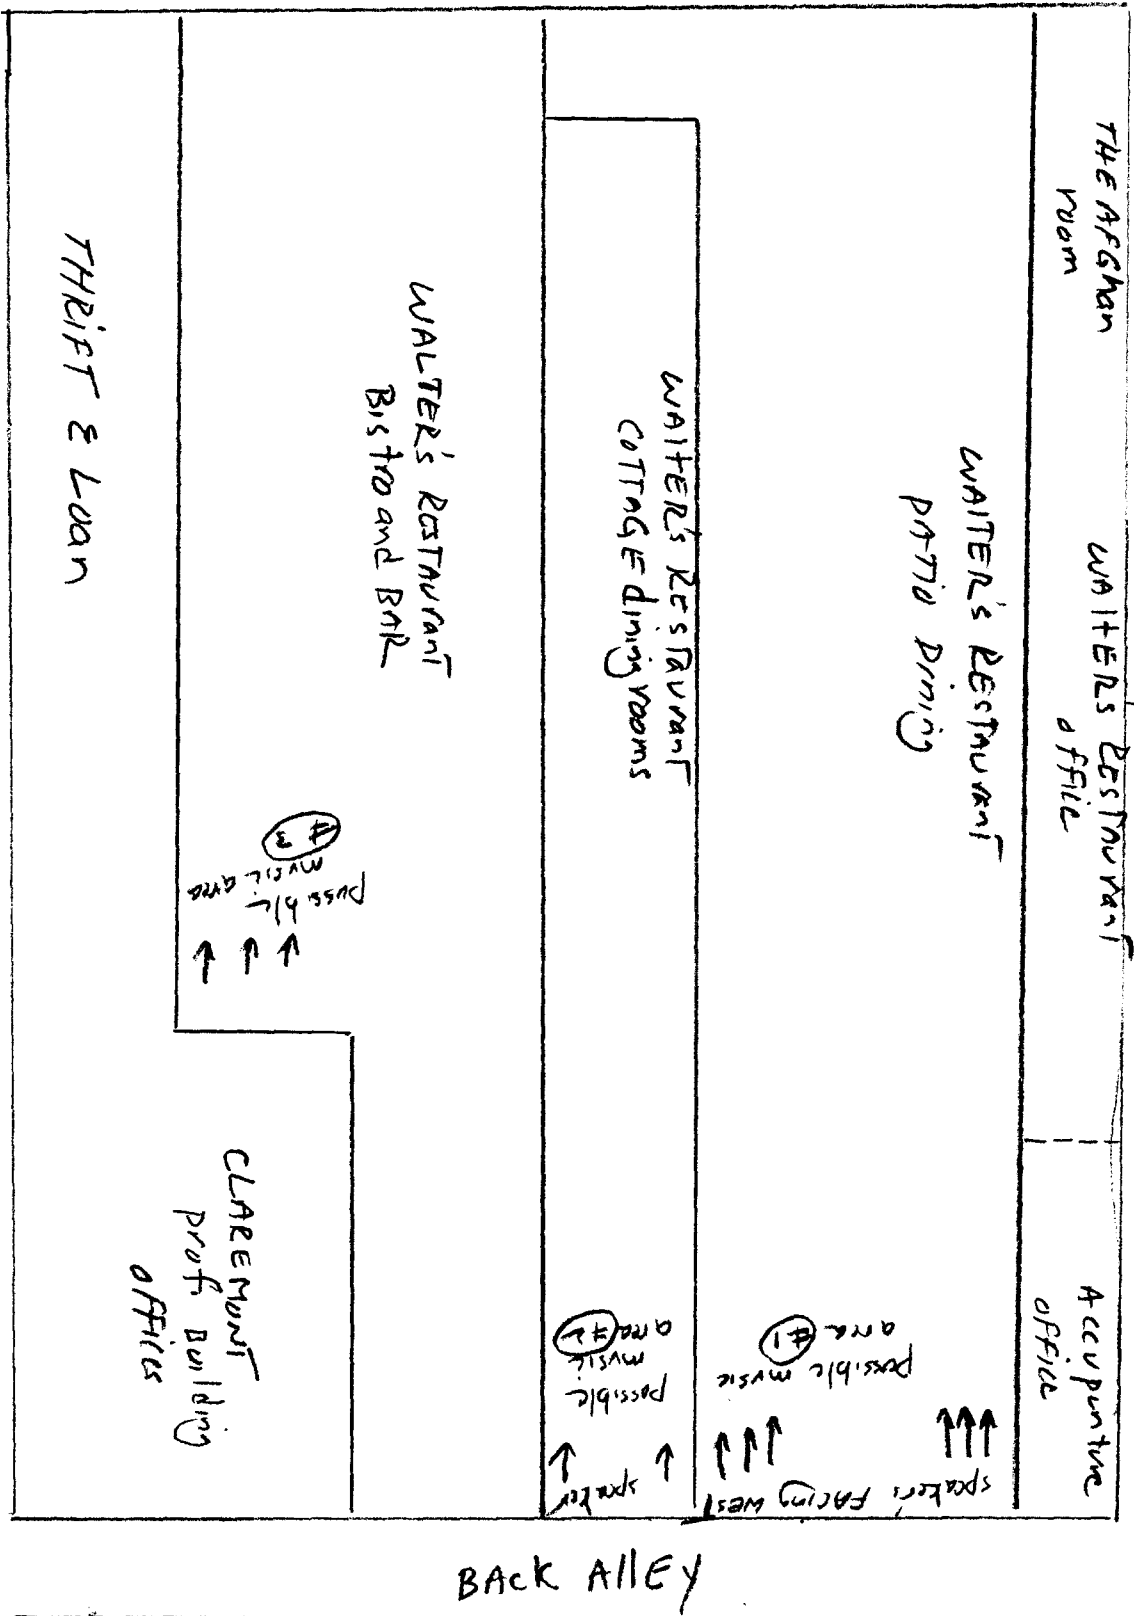 THE AFGhan
room
WAlTERS RESTAURANT
office
Accupunture
office
WAlTER'S RESTAURANT
PATIO Dining
WAlTER'S RESTAURANT
COTTAGE dining rooms
WALTER'S RESTAURANT
Bistro and BAR
THRiFT & Loan
CLAREMONT
prof. Building
offices
#3
music area
possible
possible music
area #1
speaker's FACING WEST
possible
music
area #2
speaker
BACK AllEY